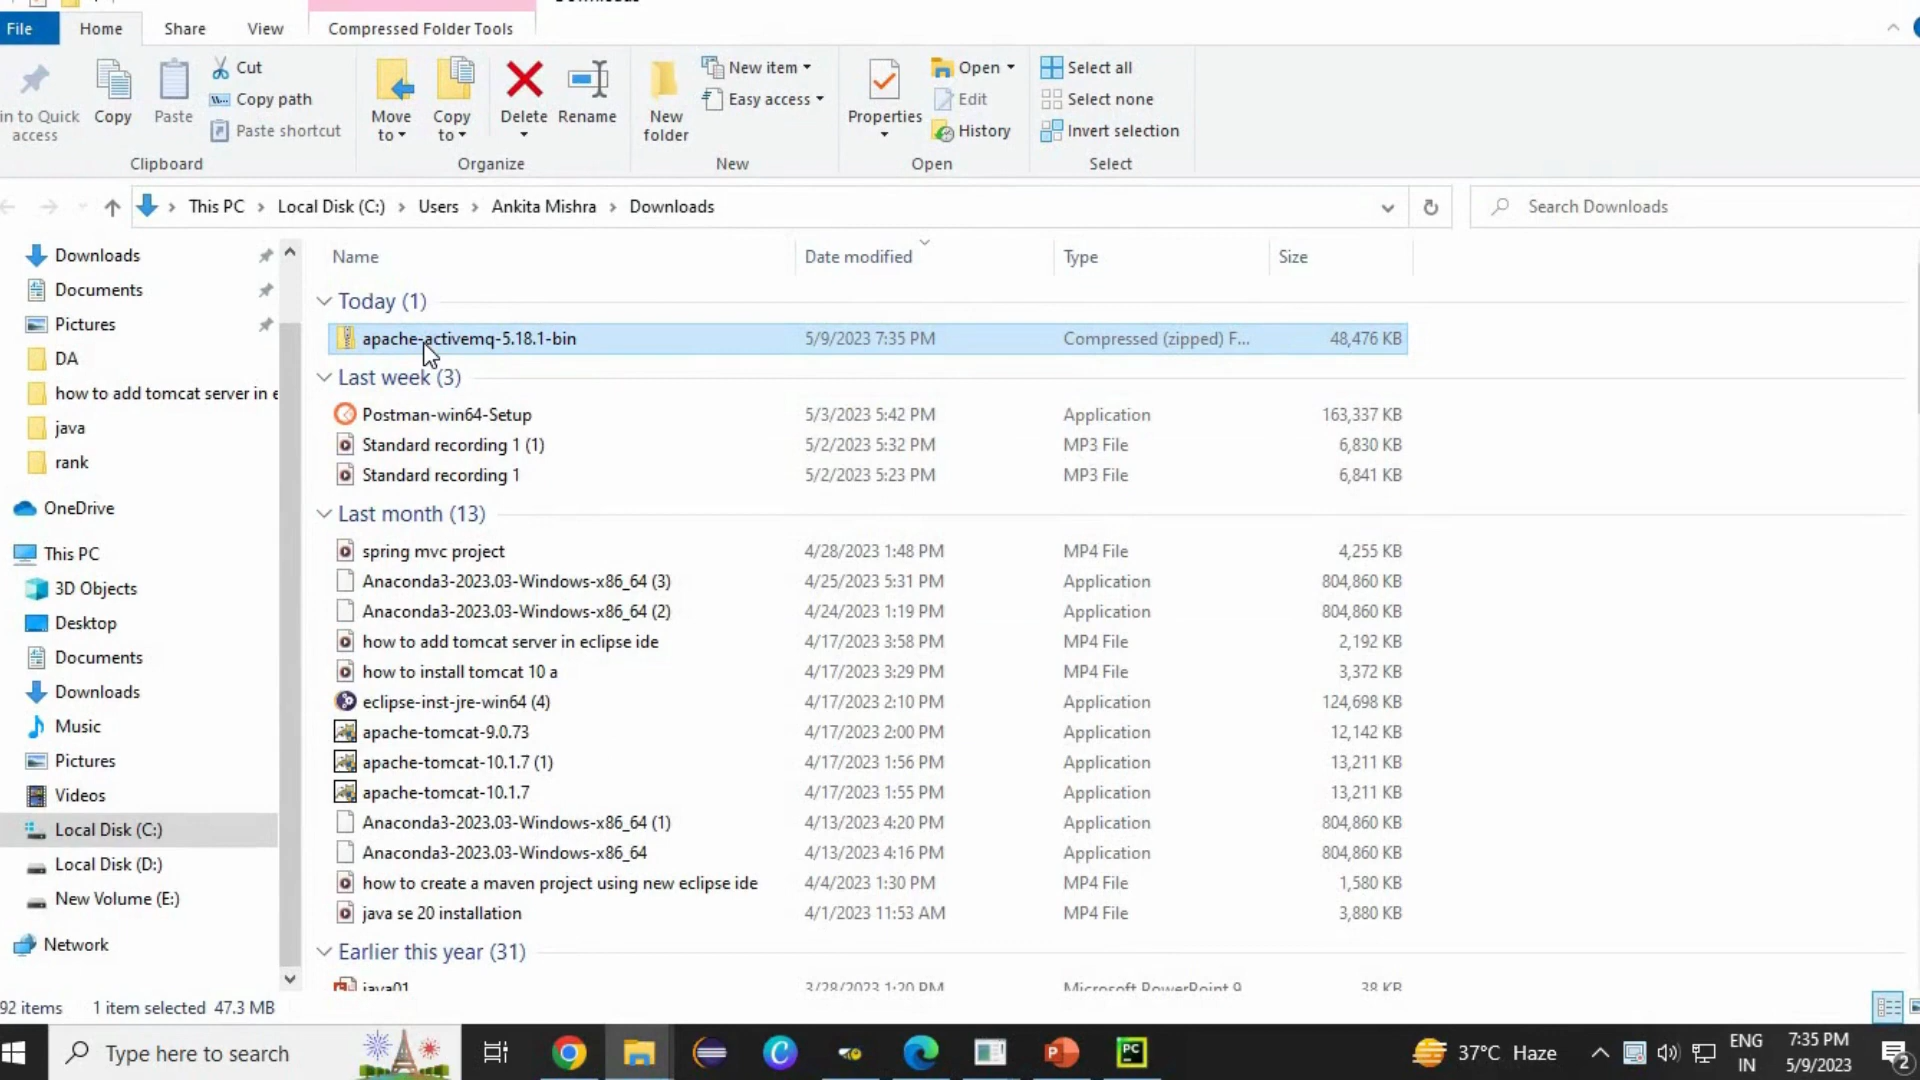 File Home Share View Compressed Folder Tools
in to Quick access
Copy
Paste
Cut
Copy path
Paste shortcut
Clipboard
Move to
Copy to
Delete
Rename
Organize
New folder
New item
Easy access
New
Properties
Open
Edit
History
Open
Select all
Select none
Invert selection
Select
This PC > Local Disk (C:) > Users > Ankita Mishra > Downloads
Search Downloads
Downloads
Documents
Pictures
DA
how to add tomcat server in e
java
rank
OneDrive
This PC
3D Objects
Desktop
Documents
Downloads
Music
Pictures
Videos
Local Disk (C:)
Local Disk (D:)
New Volume (E:)
Network
Name Date modified Type Size
Today (1)
apache-activemq-5.18.1-bin 5/9/2023 7:35 PM Compressed (zipped) F... 48,476 KB
Last week (3)
Postman-win64-Setup 5/3/2023 5:42 PM Application 163,337 KB
Standard recording 1 (1) 5/2/2023 5:32 PM MP3 File 6,830 KB
Standard recording 1 5/2/2023 5:23 PM MP3 File 6,841 KB
Last month (13)
spring mvc project 4/28/2023 1:48 PM MP4 File 4,255 KB
Anaconda3-2023.03-Windows-x86_64 (3) 4/25/2023 5:31 PM Application 804,860 KB
Anaconda3-2023.03-Windows-x86_64 (2) 4/24/2023 1:19 PM Application 804,860 KB
how to add tomcat server in eclipse ide 4/17/2023 3:58 PM MP4 File 2,192 KB
how to install tomcat 10 a 4/17/2023 3:29 PM MP4 File 3,372 KB
eclipse-inst-jre-win64 (4) 4/17/2023 2:10 PM Application 124,698 KB
apache-tomcat-9.0.73 4/17/2023 2:00 PM Application 12,142 KB
apache-tomcat-10.1.7 (1) 4/17/2023 1:56 PM Application 13,211 KB
apache-tomcat-10.1.7 4/17/2023 1:55 PM Application 13,211 KB
Anaconda3-2023.03-Windows-x86_64 (1) 4/13/2023 4:20 PM Application 804,860 KB
Anaconda3-2023.03-Windows-x86_64 4/13/2023 4:16 PM Application 804,860 KB
how to create a maven project using new eclipse ide 4/4/2023 1:30 PM MP4 File 1,580 KB
java se 20 installation 4/1/2023 11:53 AM MP4 File 3,880 KB
Earlier this year (31)
java01 3/28/2023 1:20 PM Microsoft PowerPoint 9... 38 KB
92 items 1 item selected 47.3 MB
Type here to search
37°C Haze
ENG
IN
7:35 PM
5/9/2023
2